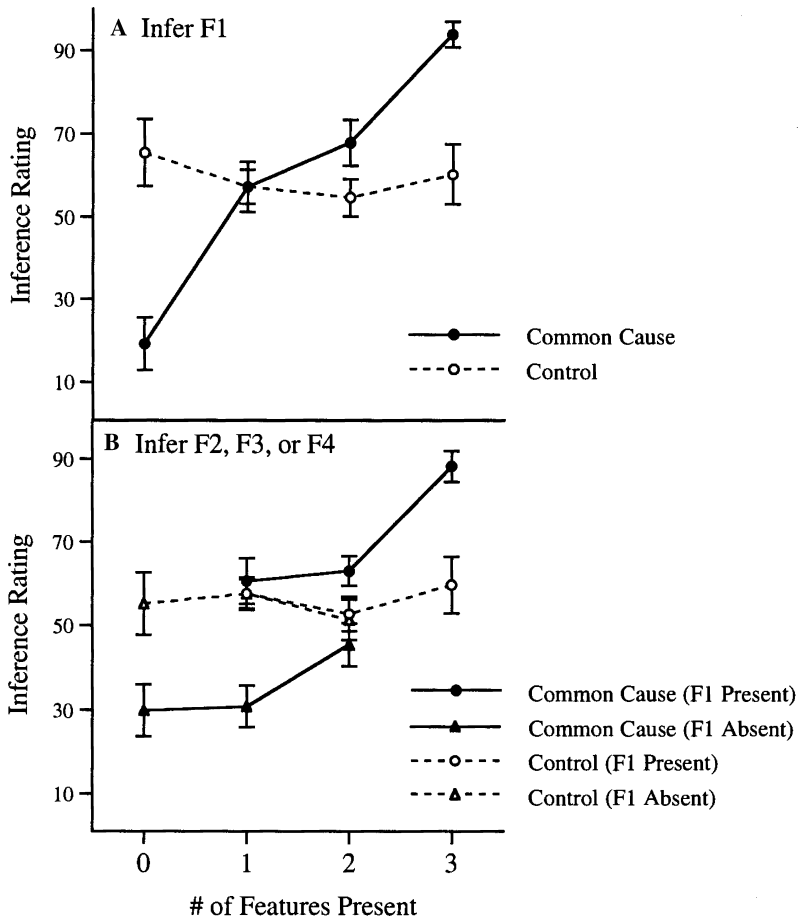 A Infer F1
90
70
50
30
10
Inference Rating
Common Cause
Control
B Infer F2, F3, or F4
90
70
50
30
10
Inference Rating
Common Cause (F1 Present)
Common Cause (F1 Absent)
Control (F1 Present)
Control (F1 Absent)
0 1 2 3
# of Features Present